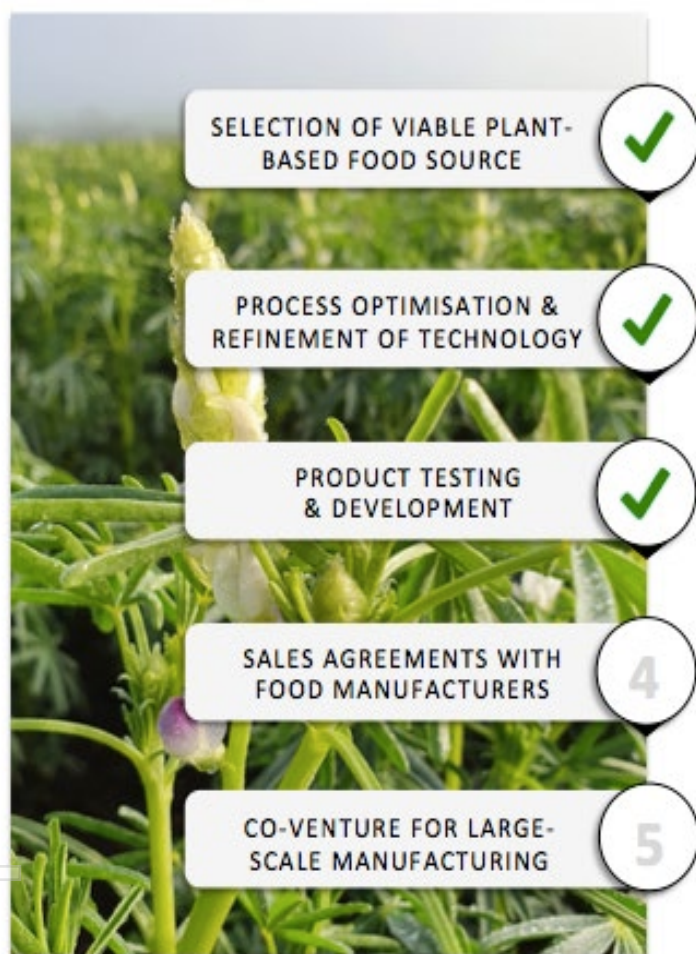 SELECTION OF VIABLE PLANT-
BASED FOOD SOURCE
PROCESS OPTIMISATION &
REFINEMENT OF TECHNOLOGY
PRODUCT TESTING
& DEVELOPMENT
SALES AGREEMENTS WITH
FOOD MANUFACTURERS
4
CO-VENTURE FOR LARGE-
SCALE MANUFACTURING
5